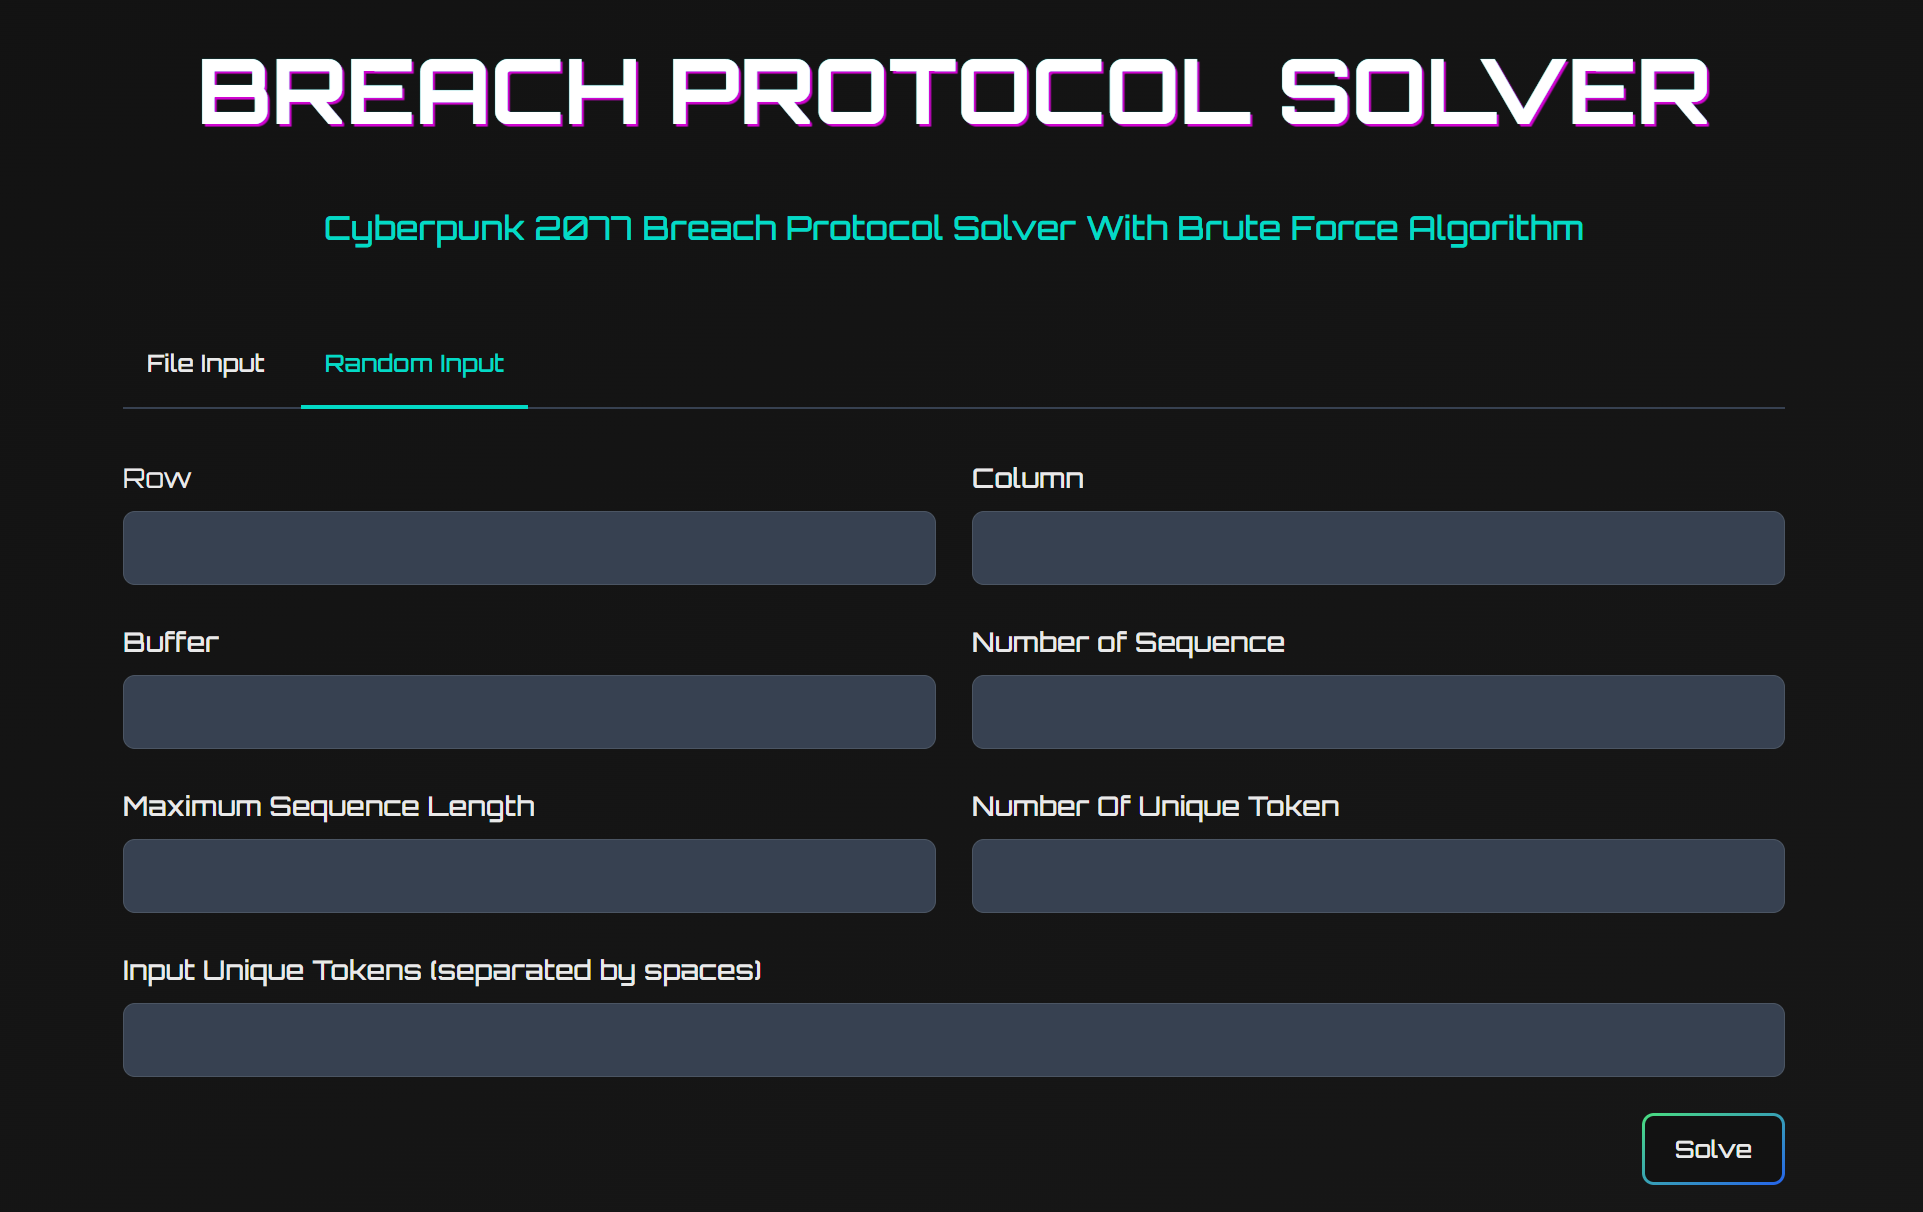 BREACH PROTOCOL SOLVER
Cyberpunk 2077 Breach Protocol Solver With Brute Force Algorithm
File Input
Random Input
Row
Column
Buffer
Number of Sequence
Maximum Sequence Length
Number Of Unique Token
Input Unique Tokens (separated by spaces)
Solve